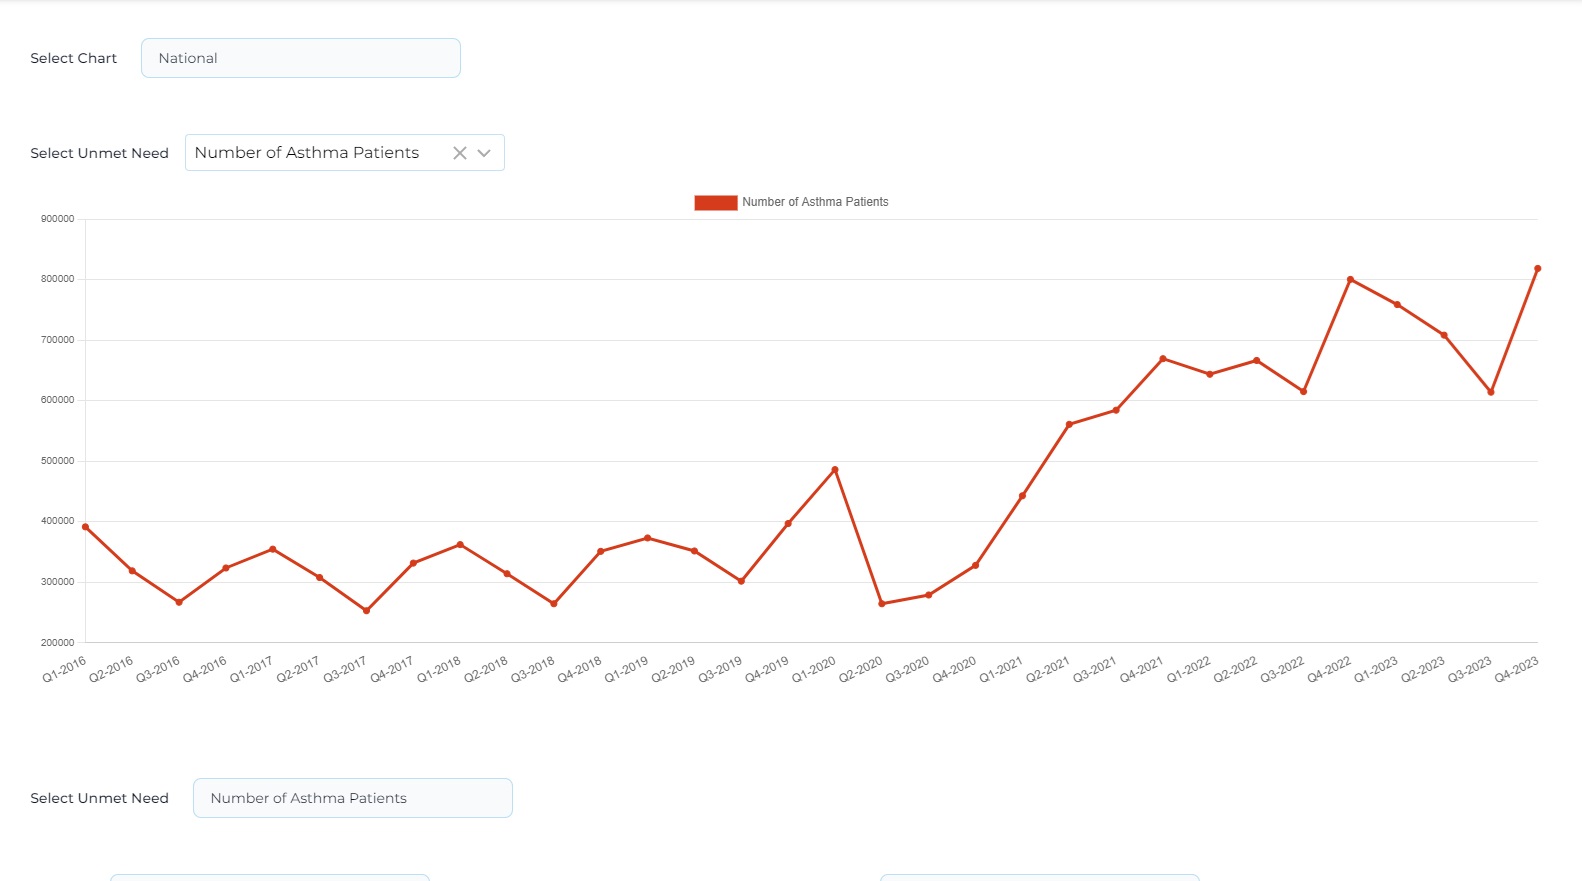 Select Chart National
Select Unmet Need Number of Asthma Patients
Number of Asthma Patients
900000
800000
700000
600000
500000
400000
300000
200000
Q1-2016 Q2-2016 Q3-2016 Q4-2016 Q1-2017 Q2-2017 Q3-2017 Q4-2017 Q1-2018 Q2-2018 Q3-2018 Q4-2018 Q1-2019 Q2-2019 Q3-2019 Q4-2019 Q1-2020 Q2-2020 Q3-2020 Q4-2020 Q1-2021 Q2-2021 Q3-2021 Q4-2021 Q1-2022 Q2-2022 Q3-2022 Q4-2022 Q1-2023 Q2-2023 Q3-2023 Q4-2023
Select Unmet Need Number of Asthma Patients